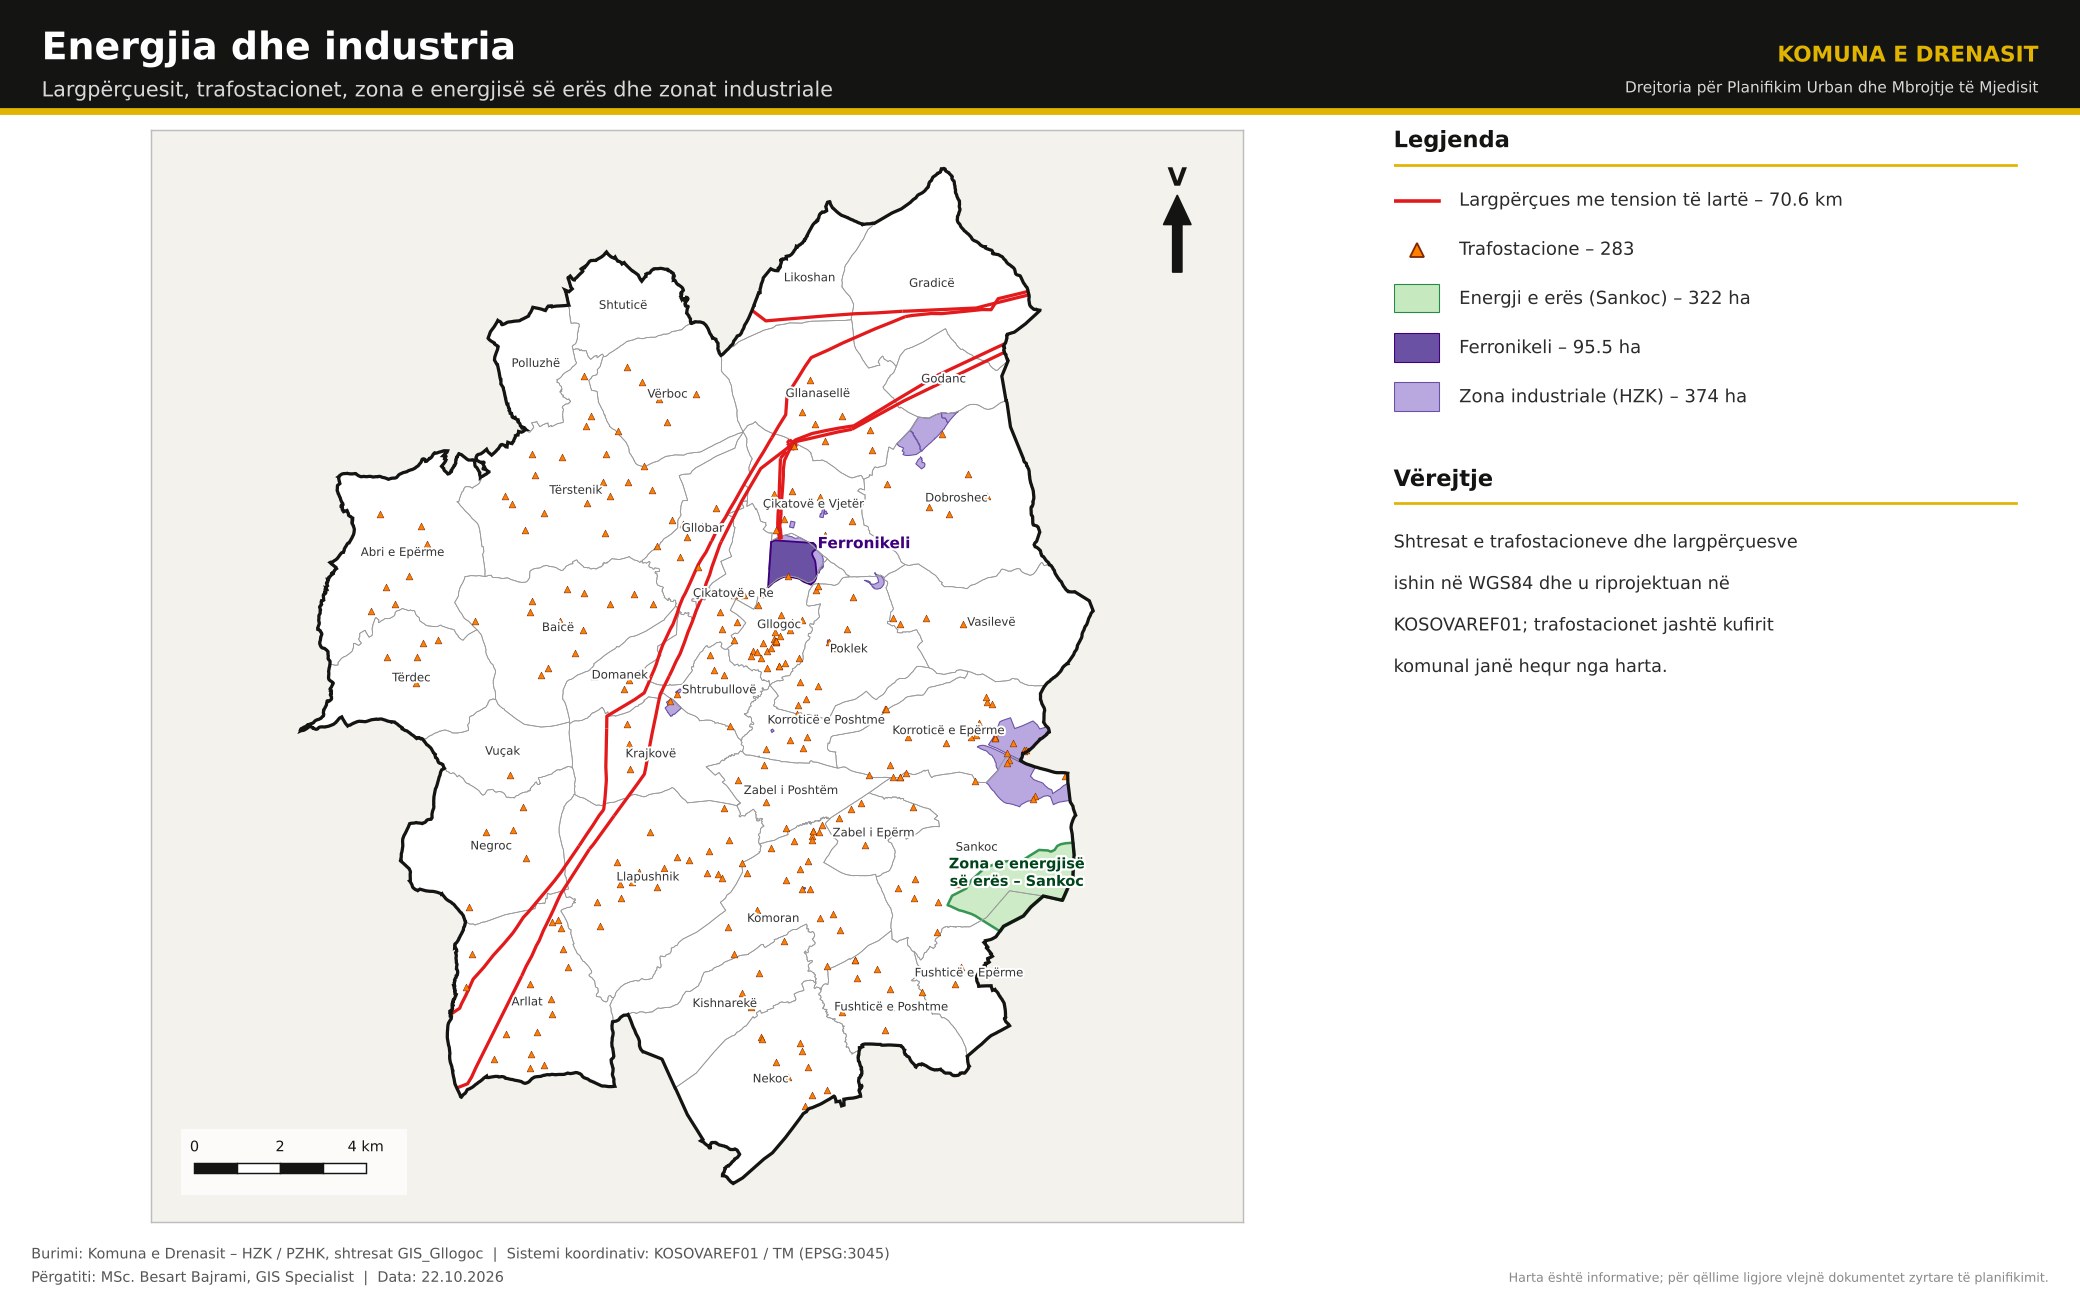 Energjia dhe industria
Largpërçuesit, trafostacionet, zona e energjisë së erës dhe zonat industriale
KOMUNA E DRENASIT
Drejtoria për Planifikim Urban dhe Mbrojtje të Mjedisit
V
Likoshan
Gradicë
Shtuticë
Polluzhë
Vërboc
Gllanasellë
Godanc
Tërstenik
Çikatovë e Vjetër
Dobroshec
Gllobar
Ferronikeli
Abri e Epërme
Çikatovë e Re
Gllogoc
Vasilevë
Baicë
Poklek
Tërdec
Domanek
Shtrubullovë
Korroticë e Poshtme
Korroticë e Epërme
Vuçak
Krajkovë
Zabel i Poshtëm
Zabel i Epërm
Negroc
Sankoc
Zona e energjisë
së erës – Sankoc
Llapushnik
Komoran
Fushticë e Epërme
Arllat
Kishnarekë
Fushticë e Poshtme
Nekoc
0 2 4 km
Legjenda
Largpërçues me tension të lartë – 70.6 km
Trafostacione – 283
Energji e erës (Sankoc) – 322 ha
Ferronikeli – 95.5 ha
Zona industriale (HZK) – 374 ha
Vërejtje
Shtresat e trafostacioneve dhe largpërçuesve
ishin në WGS84 dhe u riprojektuan në
KOSOVAREF01; trafostacionet jashtë kufirit
komunal janë hequr nga harta.
Burimi: Komuna e Drenasit – HZK / PZHK, shtresat GIS_Gllogoc | Sistemi koordinativ: KOSOVAREF01 / TM (EPSG:3045)
Përgatiti: MSc. Besart Bajrami, GIS Specialist | Data: 22.10.2026
Harta është informative; për qëllime ligjore vlejnë dokumentet zyrtare të planifikimit.